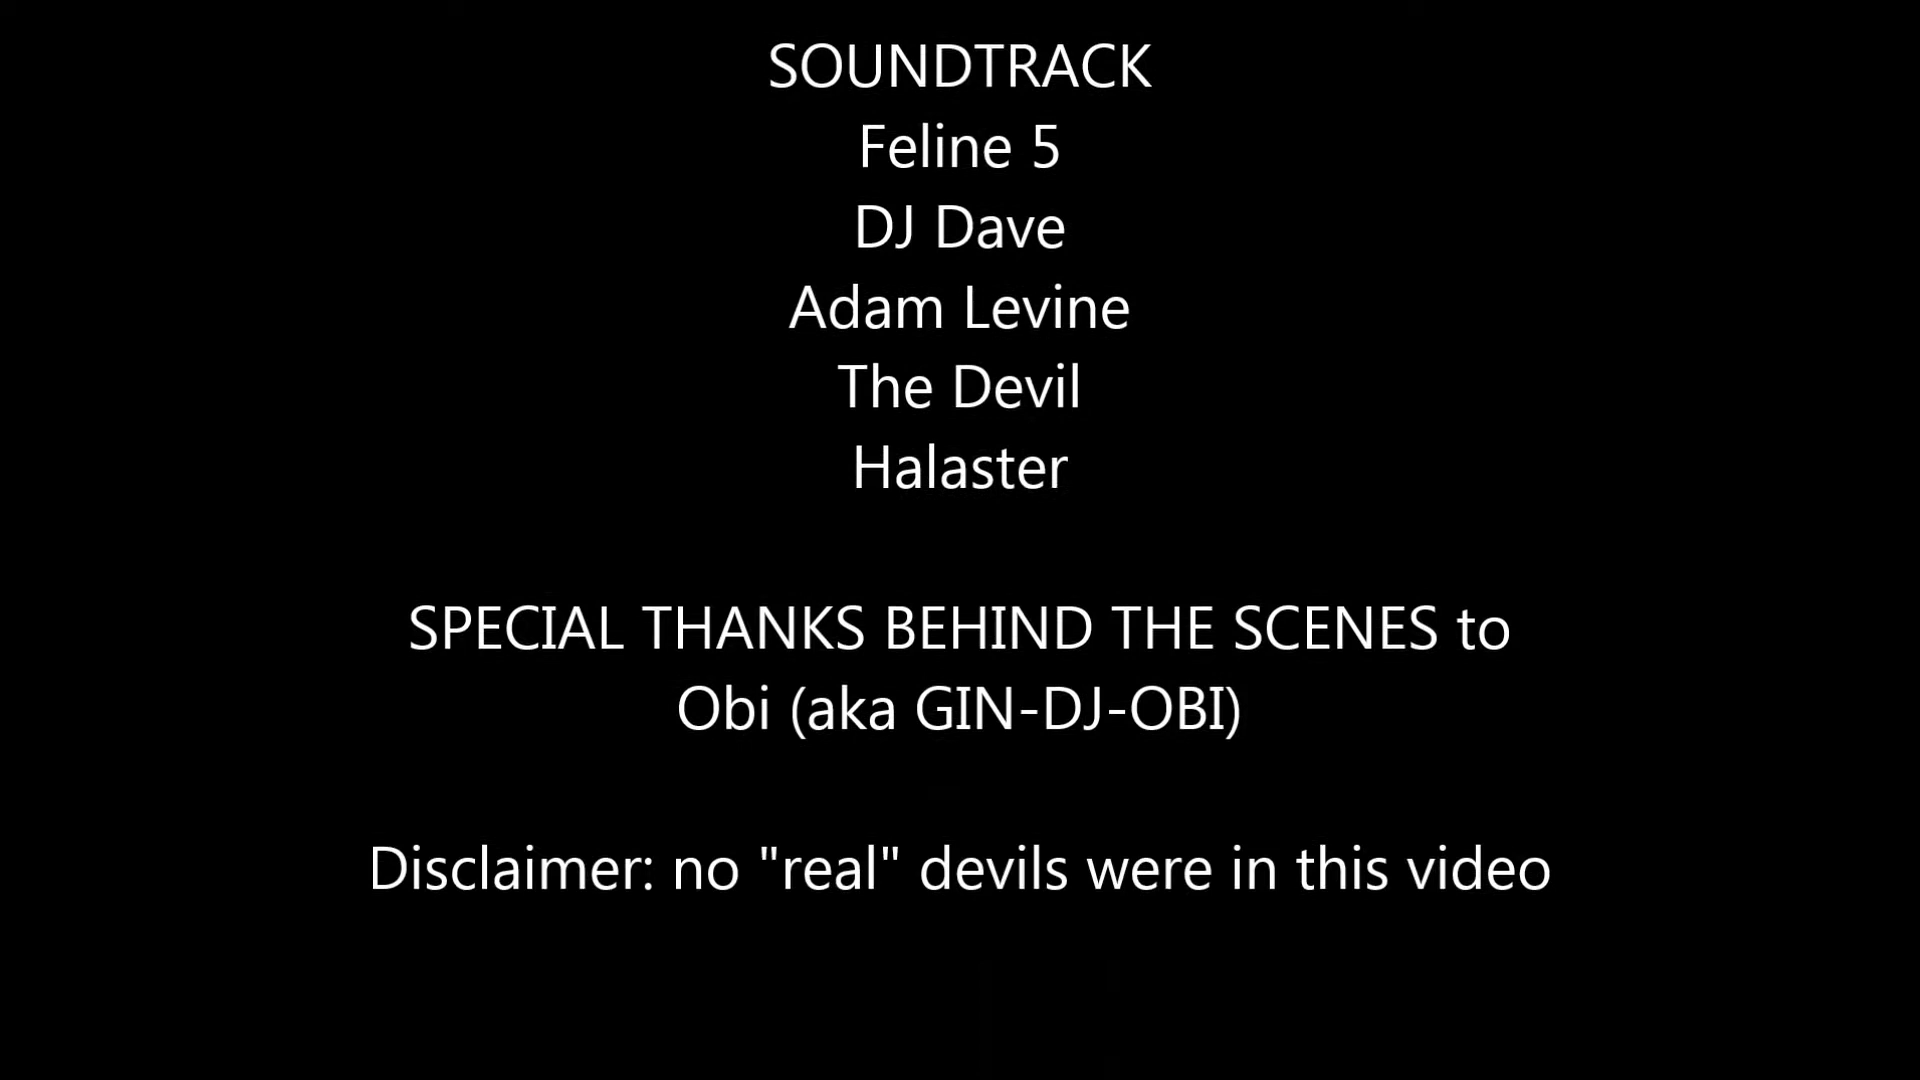 SOUNDTRACK
Feline 5
DJ Dave
Adam Levine
The Devil
Halaster
SPECIAL THANKS BEHIND THE SCENES to
Obi (aka GIN-DJ-OBI)
Disclaimer: no "real" devils were in this video